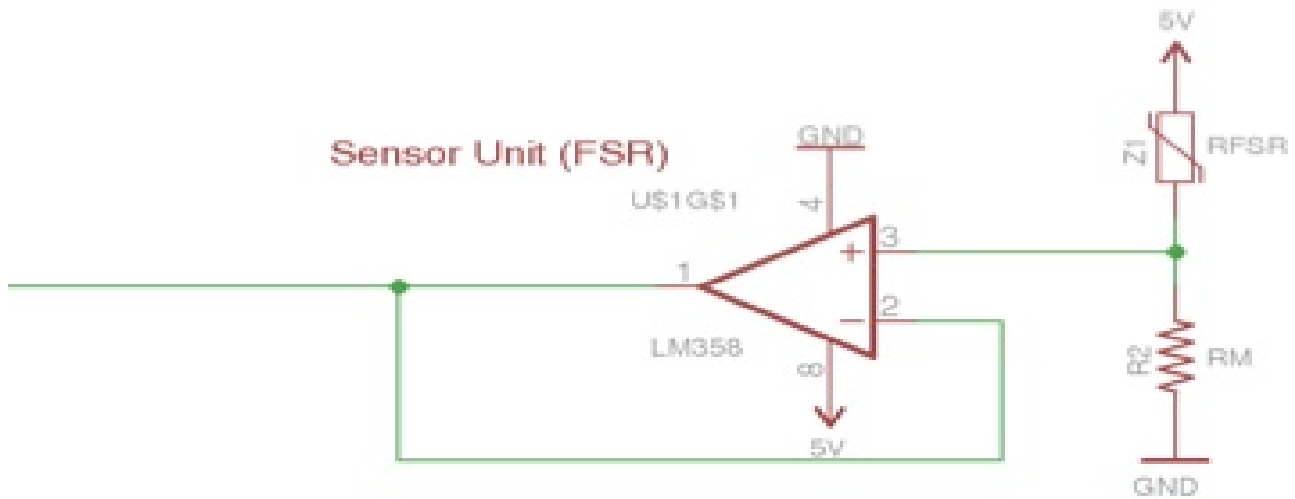 5V
Z1
RFSR
GND
Sensor Unit (FSR)
U$1G$1
4
+
3
1
−
2
LM358
8
R2
RM
5V
GND